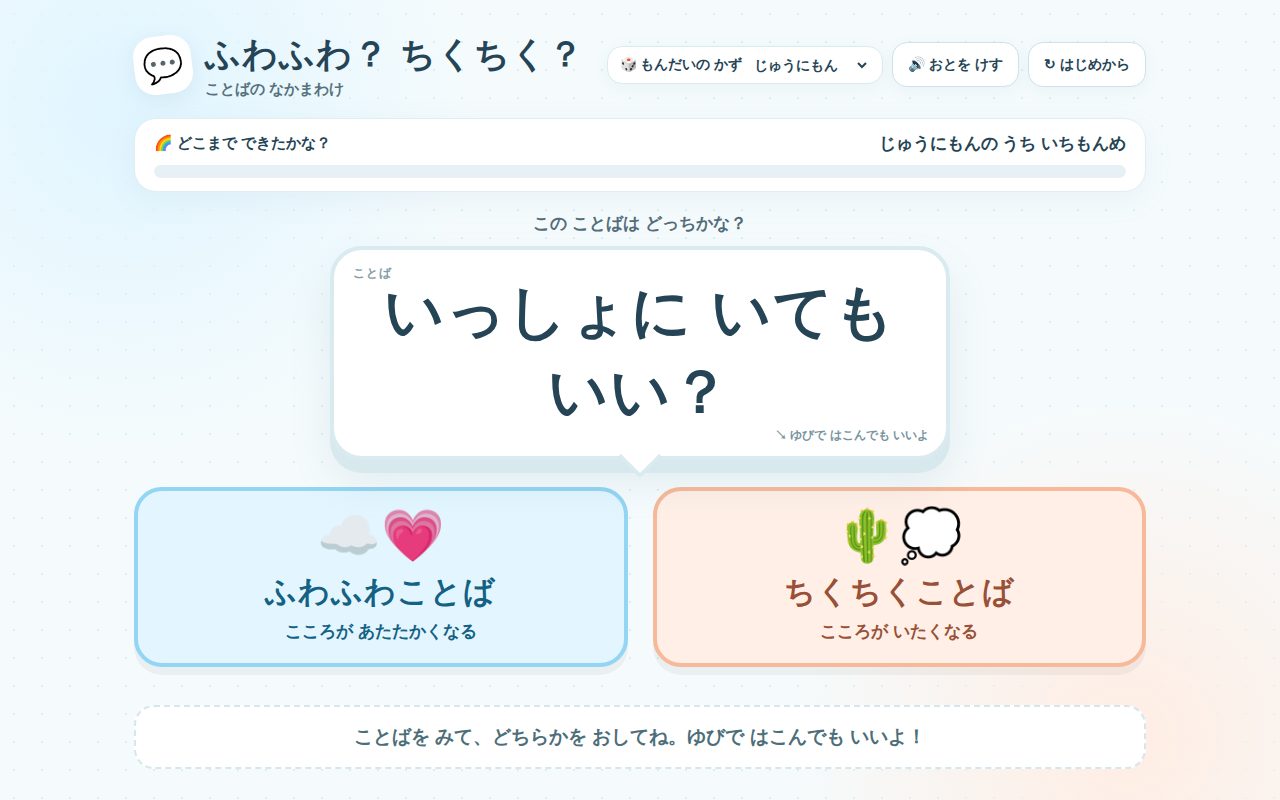 ふわふわ？ ちくちく？
ことばの なかまわけ
🎲 もんだいの かず じゅうにもん
🔊 おとを けす
↻ はじめから
🌈 どこまで できたかな？
じゅうにもんの うち いちもんめ
この ことばは どっちかな？
ことば
いっしょに いても
いい？
↘ ゆびで はこんでも いいよ
ふわふわことば
こころが あたたかくなる
ちくちくことば
こころが いたくなる
ことばを みて、どちらかを おしてね。ゆびで はこんでも いいよ！